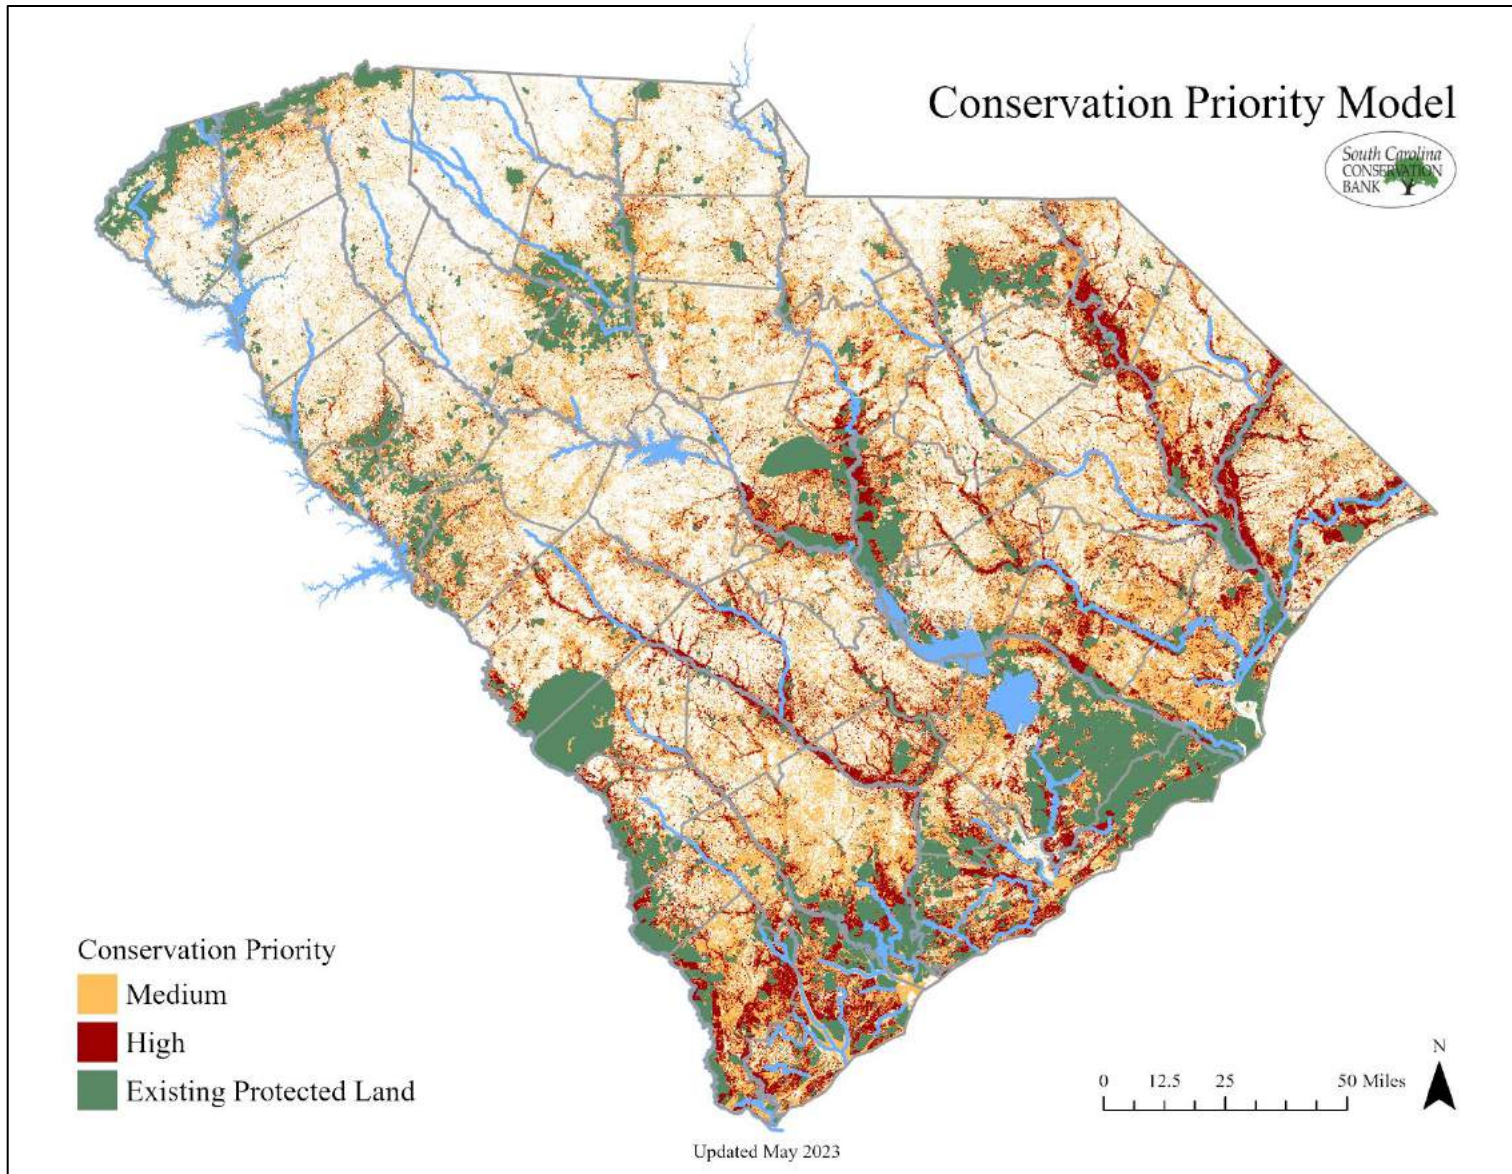 Conservation Priority Model
South Carolina
CONSERVATION
BANK
Conservation Priority
Medium
High
Existing Protected Land
N
0 12.5 25 50 Miles
Updated May 2023